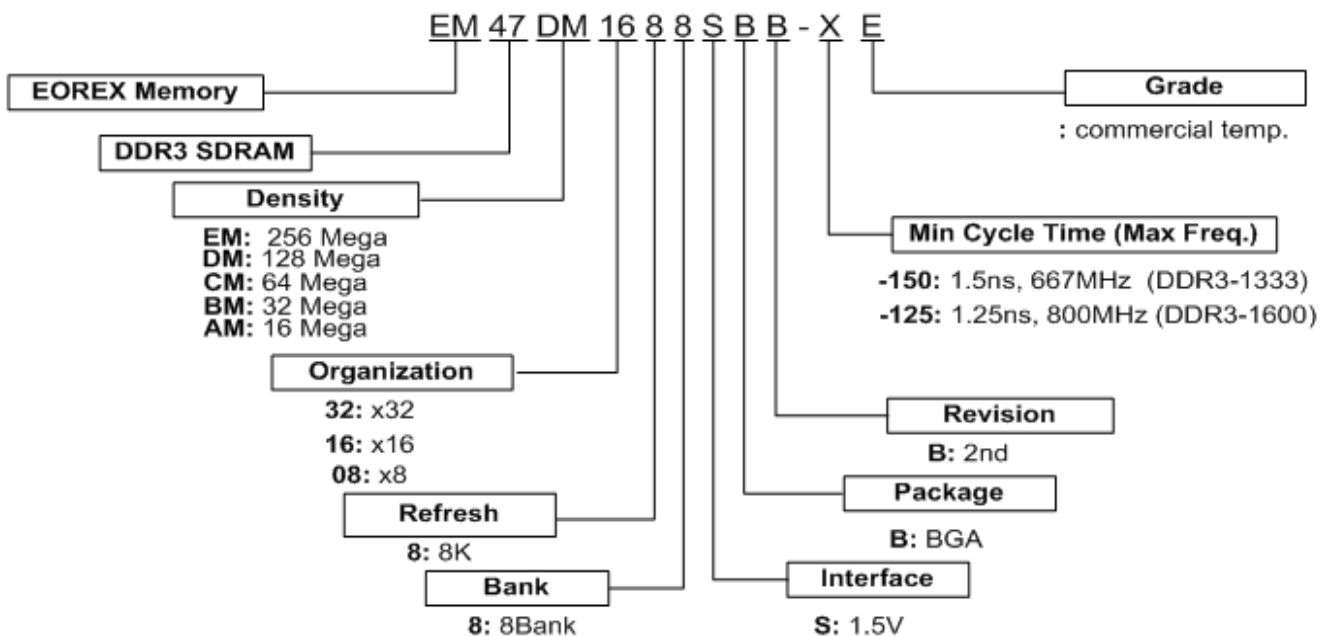 EM 47 DM 16 8 8 S B B - X E
EOREX Memory
Grade
: commercial temp.
DDR3 SDRAM
Density
EM: 256 Mega
DM: 128 Mega
CM: 64 Mega
BM: 32 Mega
AM: 16 Mega
Min Cycle Time (Max Freq.)
-150: 1.5ns, 667MHz (DDR3-1333)
-125: 1.25ns, 800MHz (DDR3-1600)
Organization
32: x32
16: x16
08: x8
Revision
B: 2nd
Refresh
8: 8K
Package
B: BGA
Bank
8: 8Bank
Interface
S: 1.5V